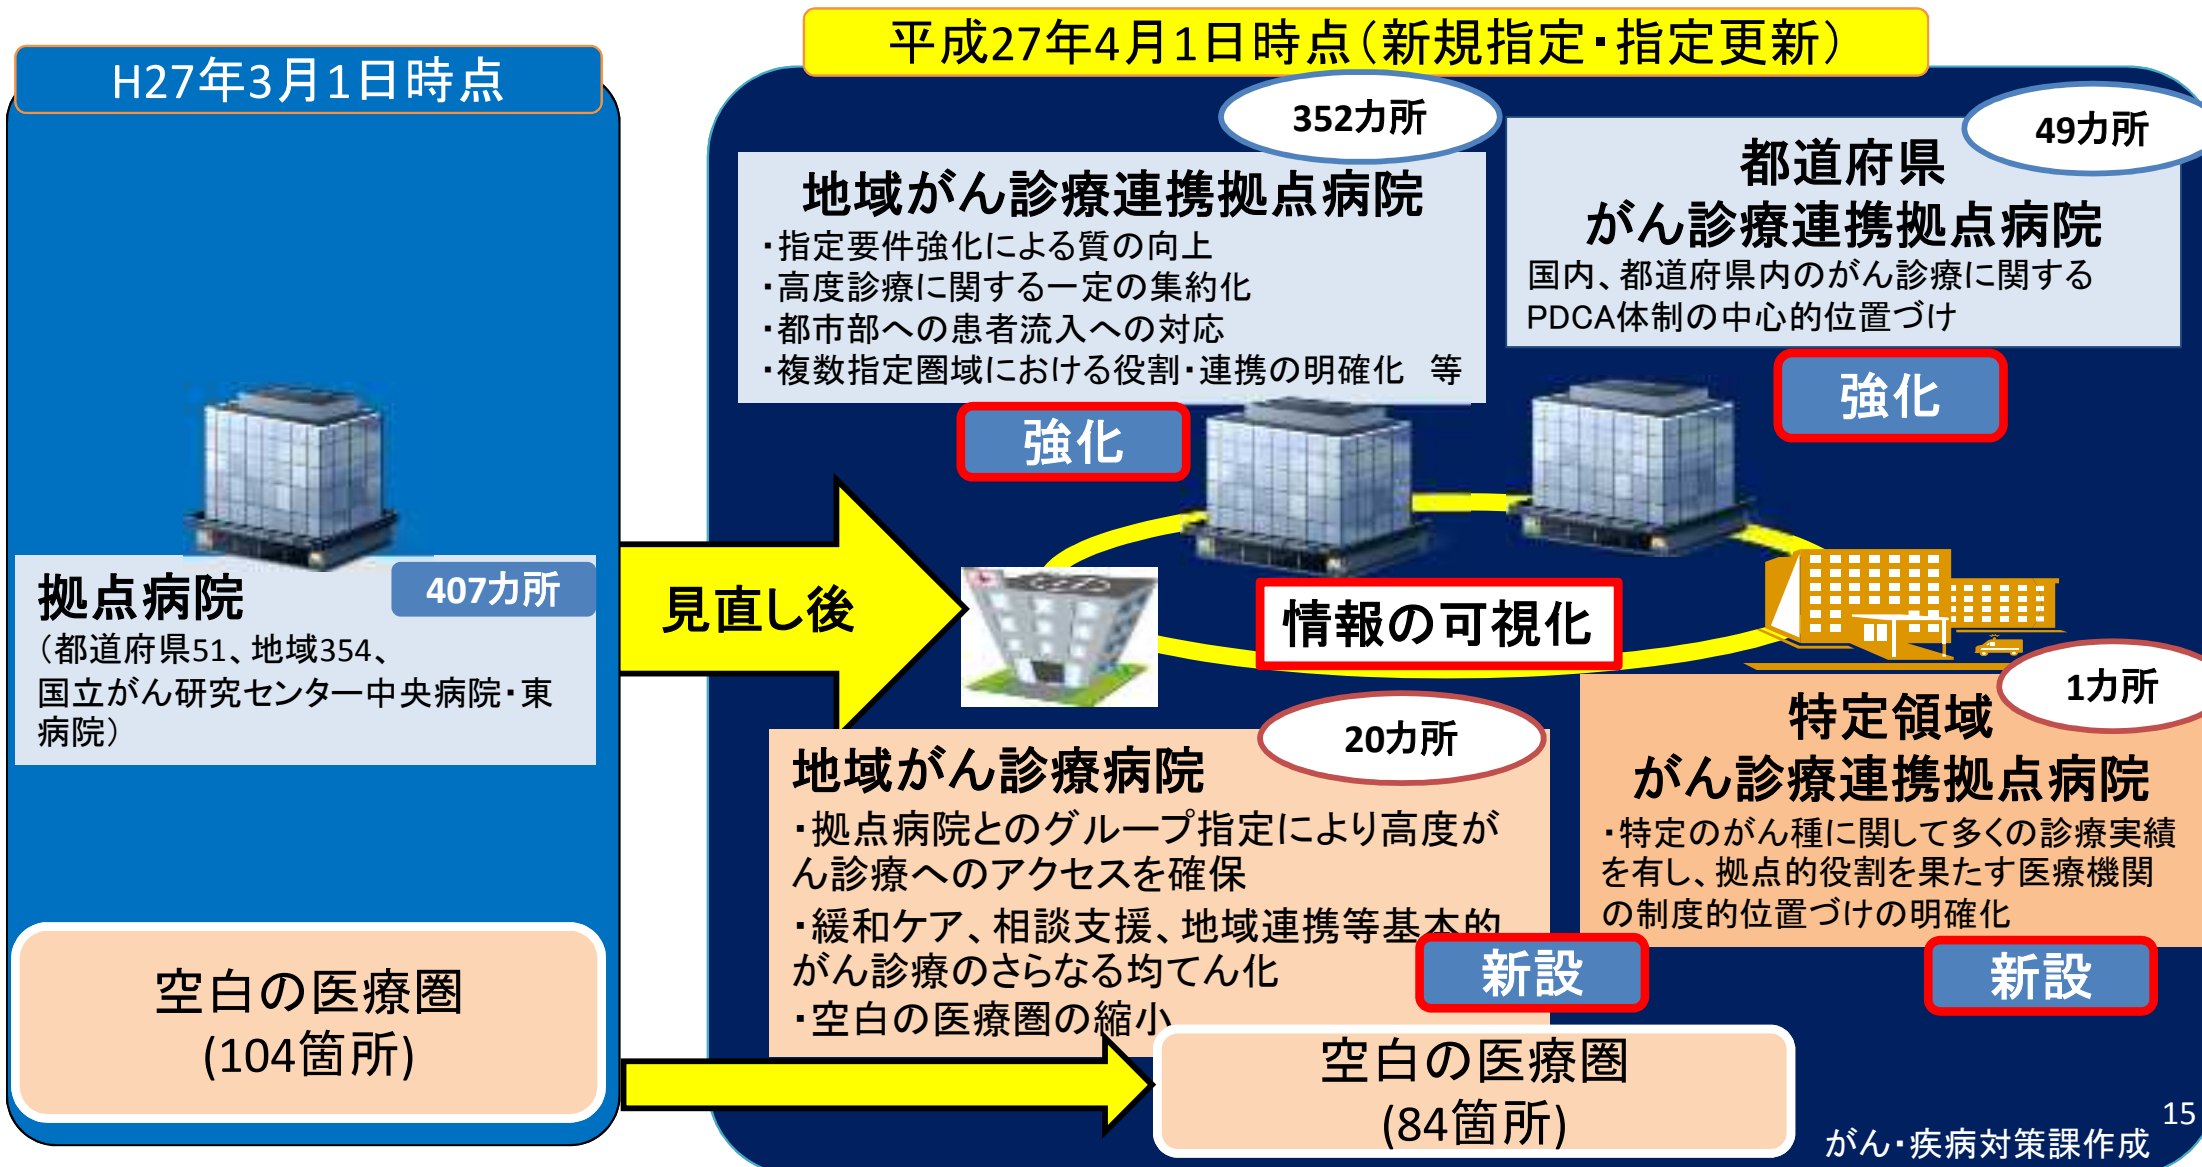 H27年3月1日時点
拠点病院
407カ所
（都道府県51、地域354、
国立がん研究センター中央病院・東
病院）
空白の医療圏
(104箇所)
見直し後
平成27年4月1日時点（新規指定・指定更新）
352カ所
地域がん診療連携拠点病院
・指定要件強化による質の向上
・高度診療に関する一定の集約化
・都市部への患者流入への対応
・複数指定圏域における役割・連携の明確化　等
強化
49カ所
都道府県
がん診療連携拠点病院
国内、都道府県内のがん診療に関する
PDCA体制の中心的位置づけ
強化
情報の可視化
20カ所
地域がん診療病院
・拠点病院とのグループ指定により高度が
ん診療へのアクセスを確保
・緩和ケア、相談支援、地域連携等基本的
がん診療のさらなる均てん化
・空白の医療圏の縮小
新設
1カ所
特定領域
がん診療連携拠点病院
・特定のがん種に関して多くの診療実績
を有し、拠点的役割を果たす医療機関
の制度的位置づけの明確化
新設
空白の医療圏
(84箇所)
がん・疾病対策課作成
15